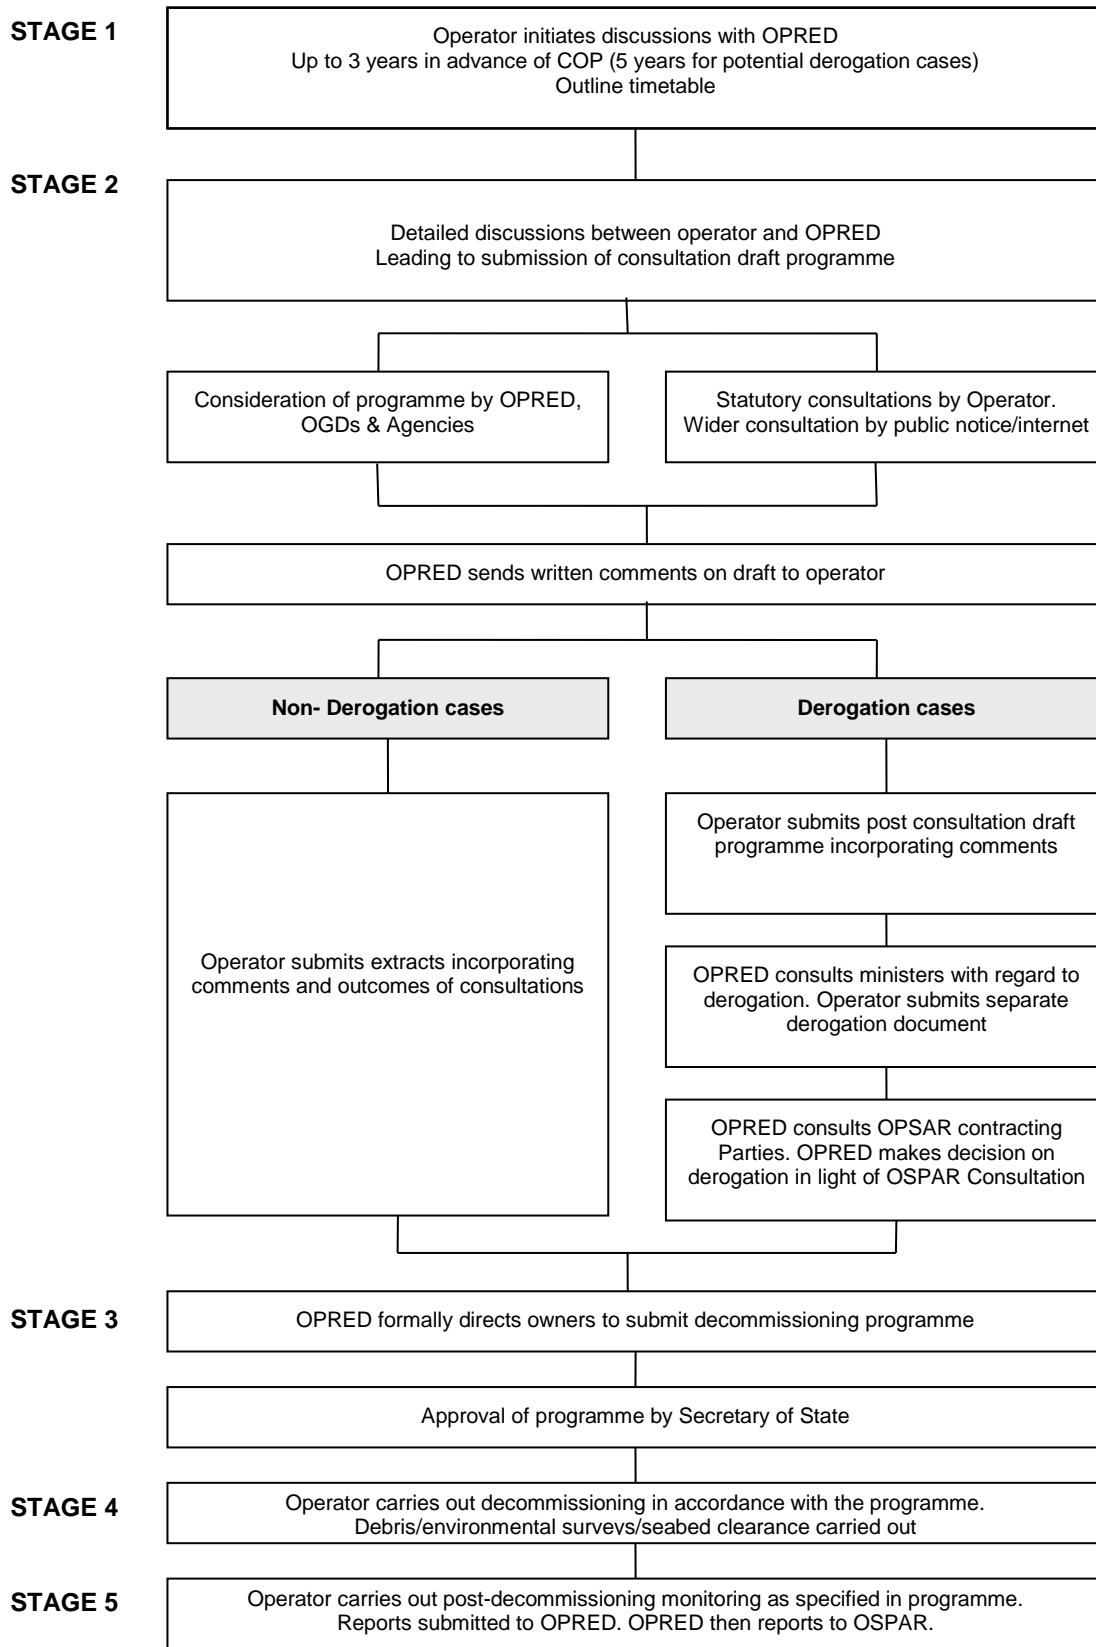 STAGE 1
Operator initiates discussions with OPRED
Up to 3 years in advance of COP (5 years for potential derogation cases)
Outline timetable
STAGE 2
Detailed discussions between operator and OPRED
Leading to submission of consultation draft programme
Consideration of programme by OPRED,
OGDs & Agencies
Statutory consultations by Operator.
Wider consultation by public notice/internet
OPRED sends written comments on draft to operator
Non- Derogation cases
Derogation cases
Operator submits extracts incorporating
comments and outcomes of consultations
Operator submits post consultation draft
programme incorporating comments
OPRED consults ministers with regard to
derogation. Operator submits separate
derogation document
OPRED consults OPSAR contracting
Parties. OPRED makes decision on
derogation in light of OSPAR Consultation
STAGE 3
OPRED formally directs owners to submit decommissioning programme
Approval of programme by Secretary of State
STAGE 4
Operator carries out decommissioning in accordance with the programme.
Debris/environmental surveys/seabed clearance carried out
STAGE 5
Operator carries out post-decommissioning monitoring as specified in programme.
Reports submitted to OPRED. OPRED then reports to OSPAR.